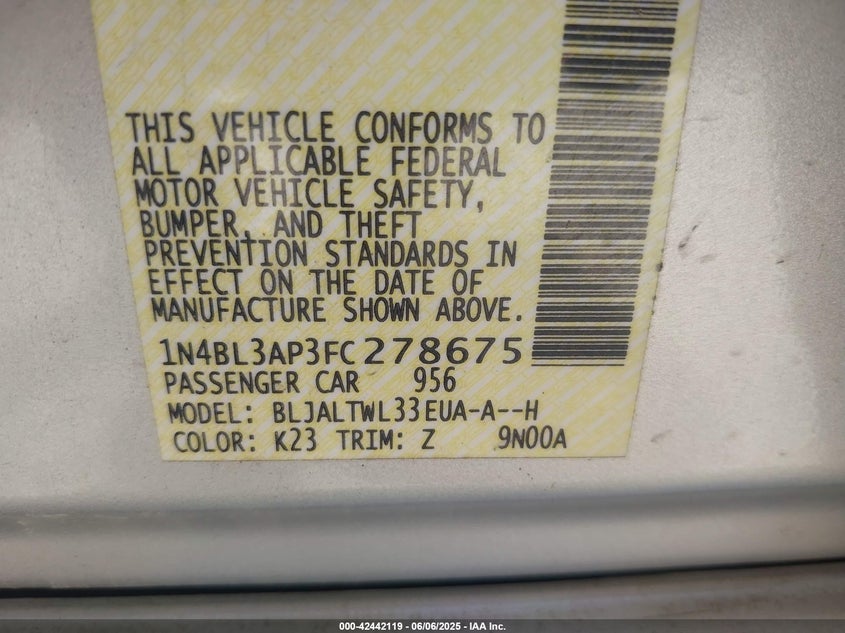 THIS VEHICLE CONFORMS TO
ALL APPLICABLE FEDERAL
MOTOR VEHICLE SAFETY,
BUMPER, AND THEFT
PREVENTION STANDARDS IN
EFFECT ON THE DATE OF
MANUFACTURE SHOWN ABOVE.
1N4BL3AP3FC278675
PASSENGER CAR 956
MODEL: BLJALTWL33EUA-A--H
COLOR: K23 TRIM: Z 9N00A
000-42442119 - 06/06/2025 - IAA Inc.